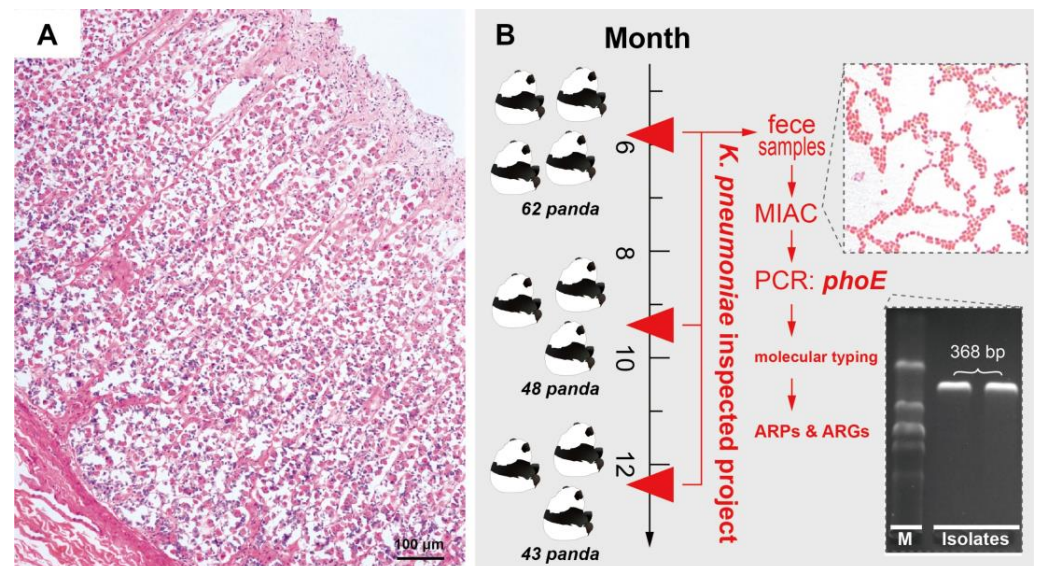 A
100 µm
B
Month
6
8
10
12
62 panda
48 panda
43 panda
K. pneumoniae inspected project
fece
samples
MIAC
PCR: phoE
molecular typing
ARPs & ARGs
368 bp
M
Isolates